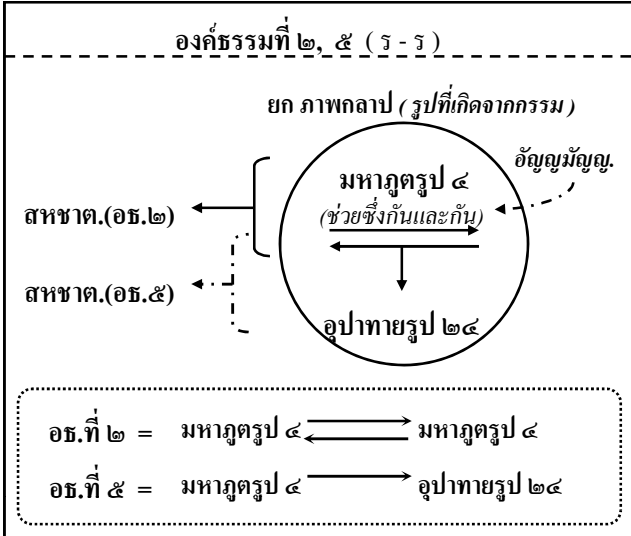 องค์ธรรมที่ ๒, ๕ ( ร - ร )
ยก ภาพกลาป ( รูปที่เกิดจากกรรม )
อัญญมัญญ.
มหาภูตรูป ๔
(ช่วยซึ่งกันและกัน)
สหชาต.(อธ.๒)
สหชาต.(อธ.๕)
อุปาทายรูป ๒๔
อธ.ที่ ๒ = มหาภูตรูป ๔ มหาภูตรูป ๔
อธ.ที่ ๕ = มหาภูตรูป ๔ อุปาทายรูป ๒๔